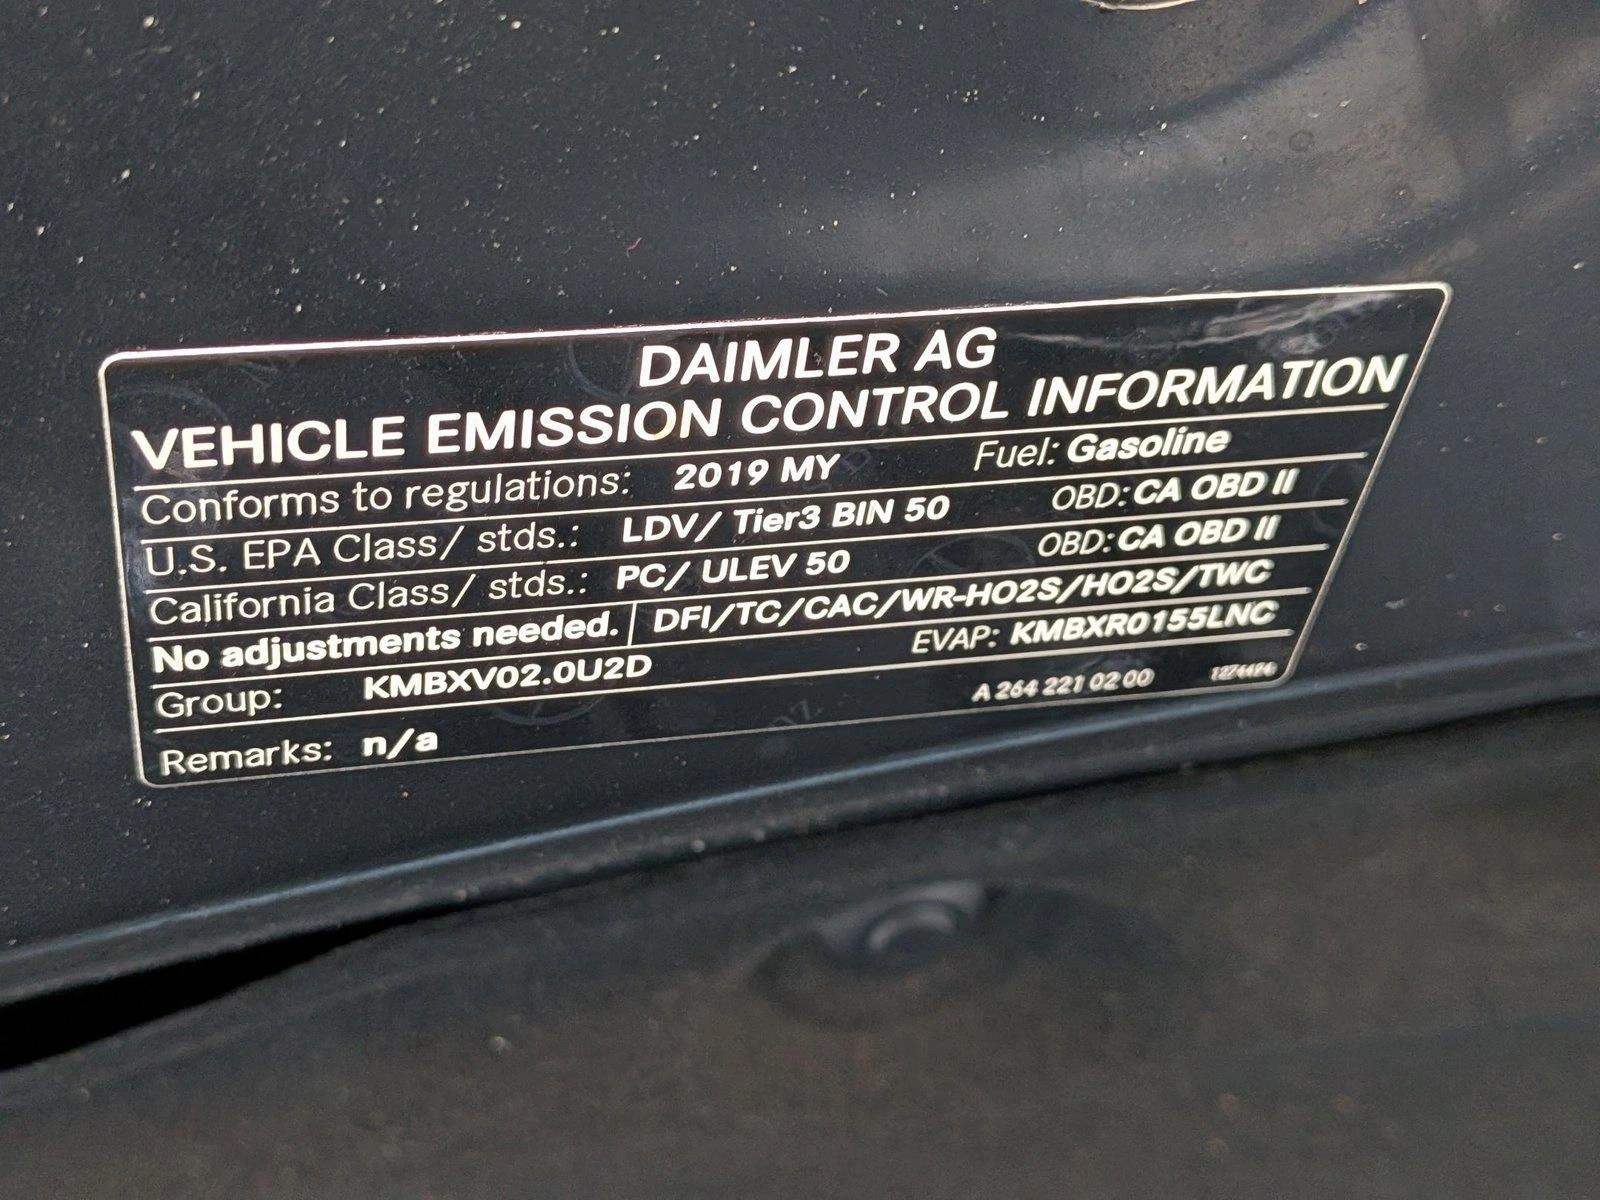 DAIMLER AG
VEHICLE EMISSION CONTROL INFORMATION
Conforms to regulations: 2019 MY Fuel: Gasoline
U.S. EPA Class/ stds.: LDV/ Tier3 BIN 50 OBD: CA OBD II
California Class/ stds.: PC/ ULEV 50 OBD: CA OBD II
No adjustments needed. DFI/TC/CAC/WR-HO2S/HO2S/TWC
Group: KMBXV02.0U2D EVAP: KMBXR0155LNC
Remarks: n/a A 264 221 02 00